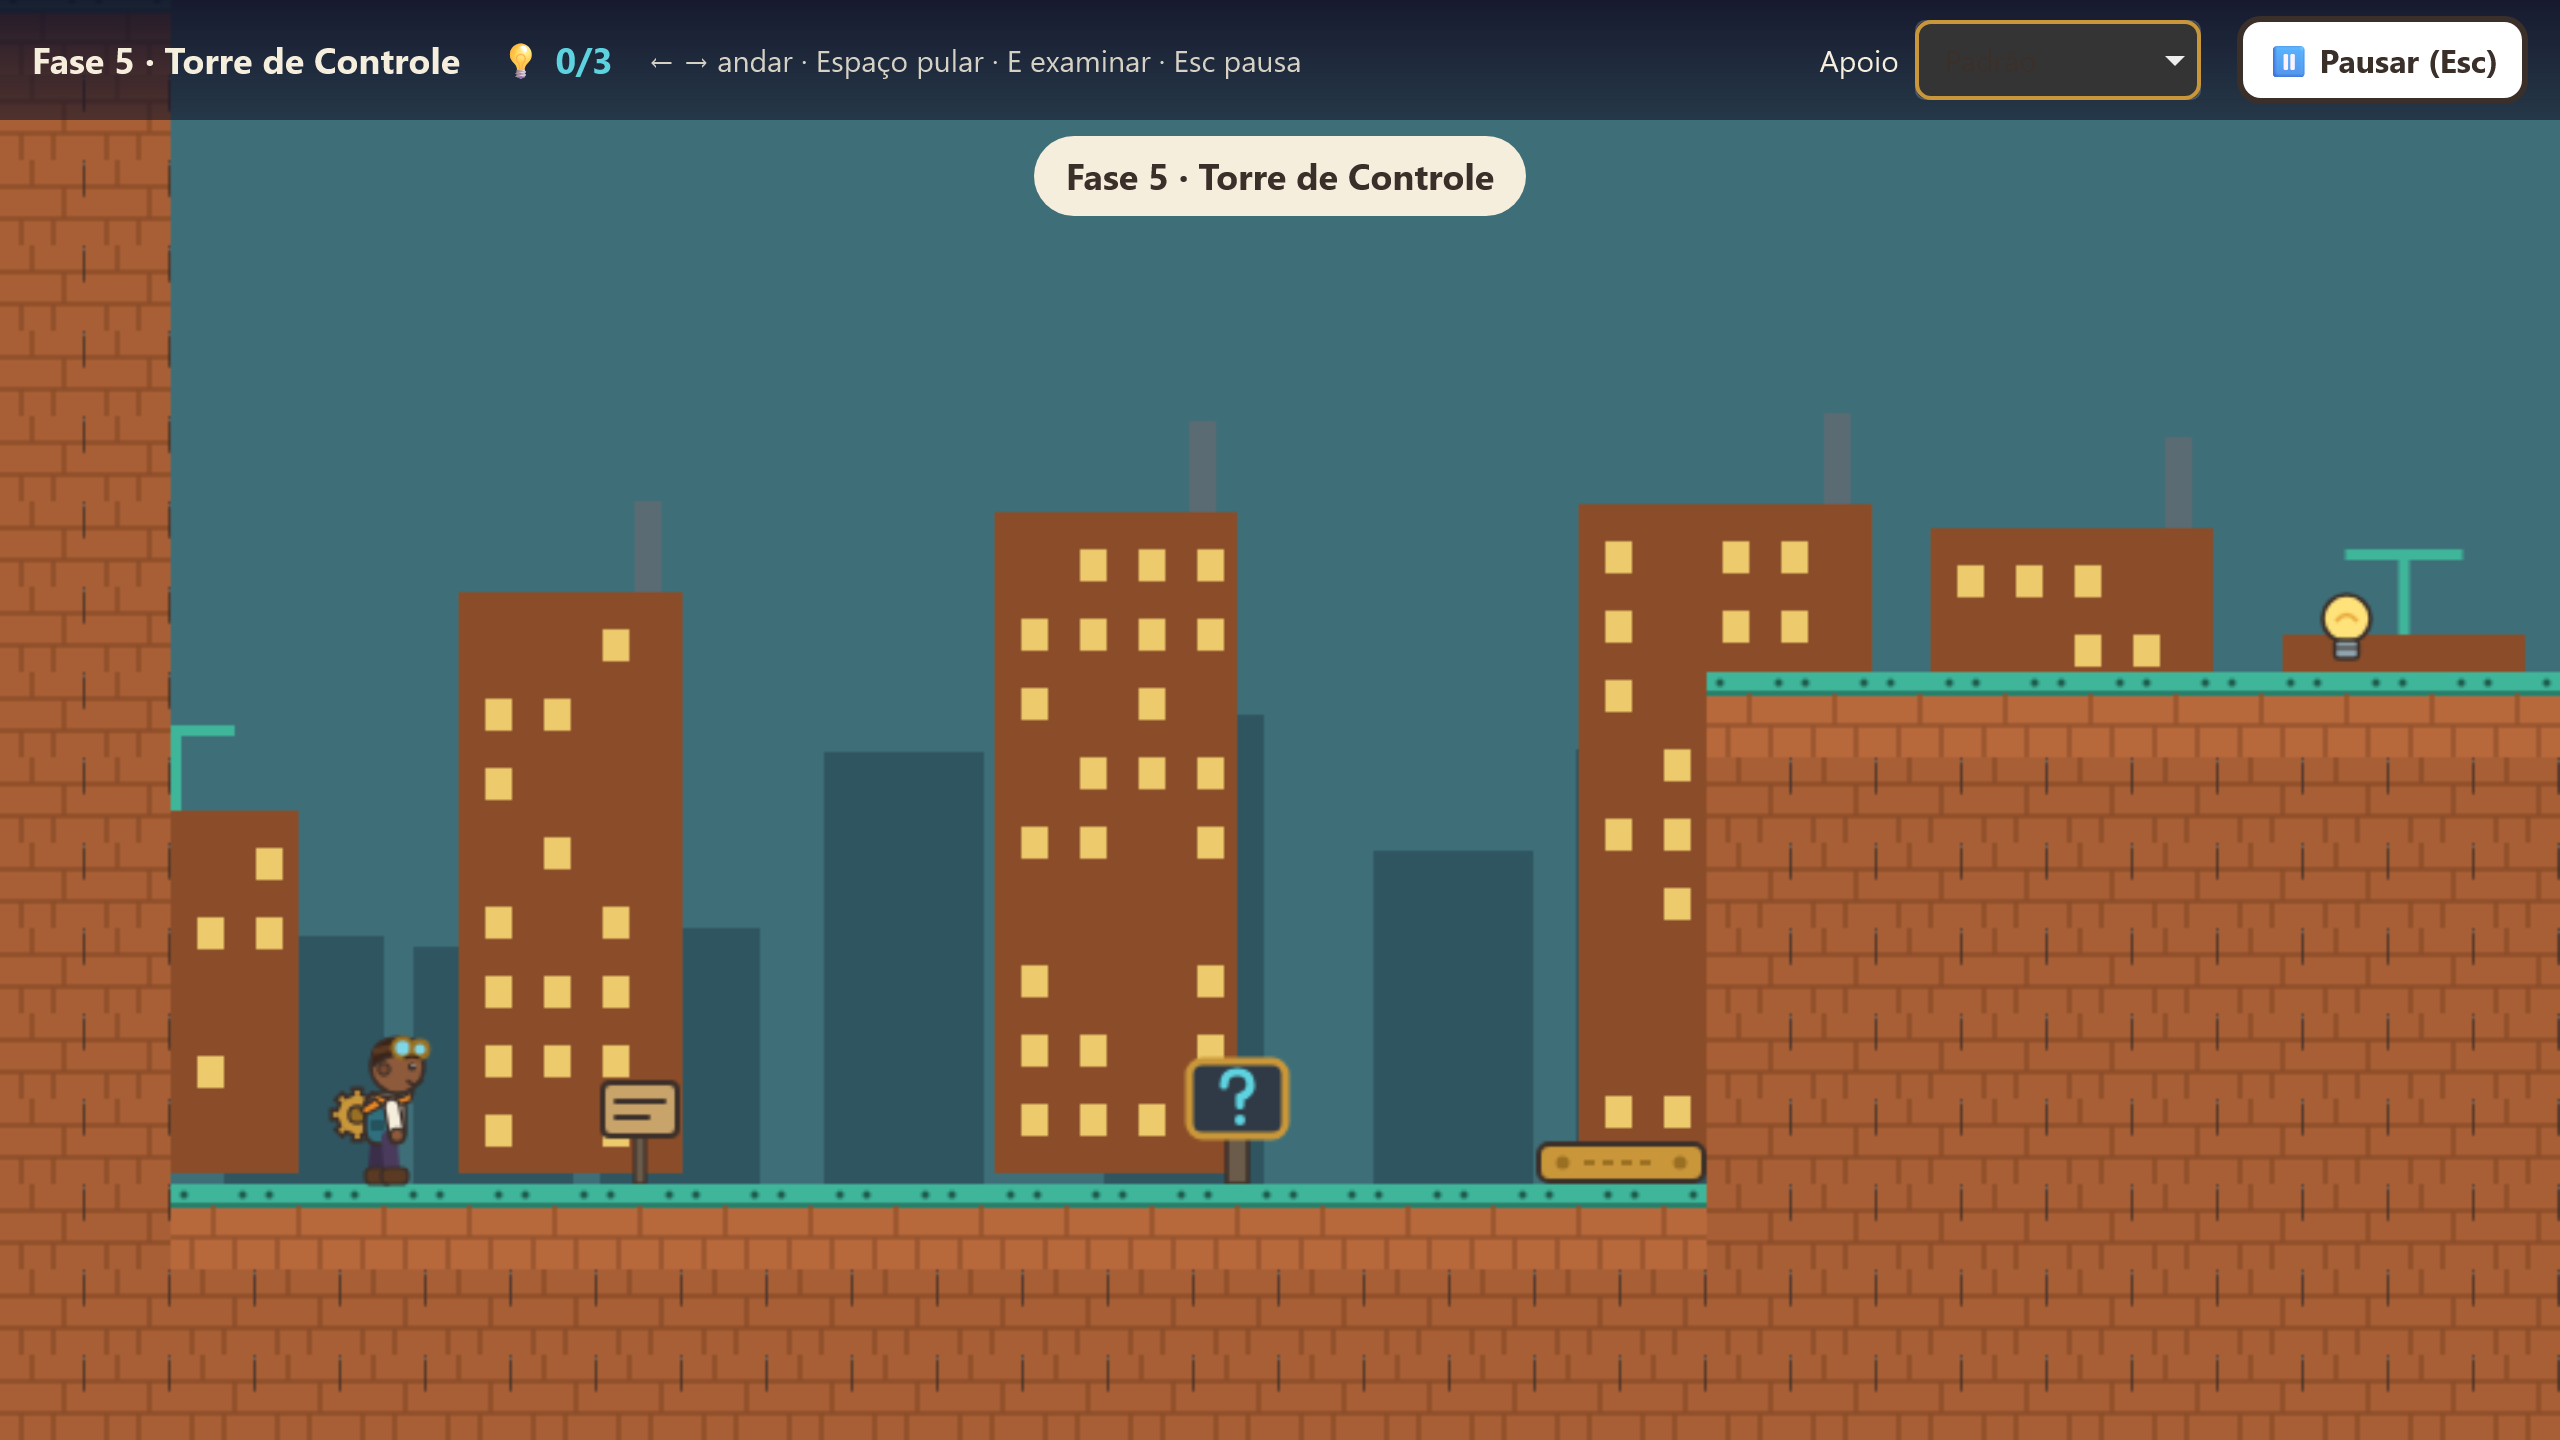 Fase 5 · Torre de Controle
0/3
← → andar · Espaço pular · E examinar · Esc pausa
Apoio
Pausar (Esc)
Fase 5 · Torre de Controle
?